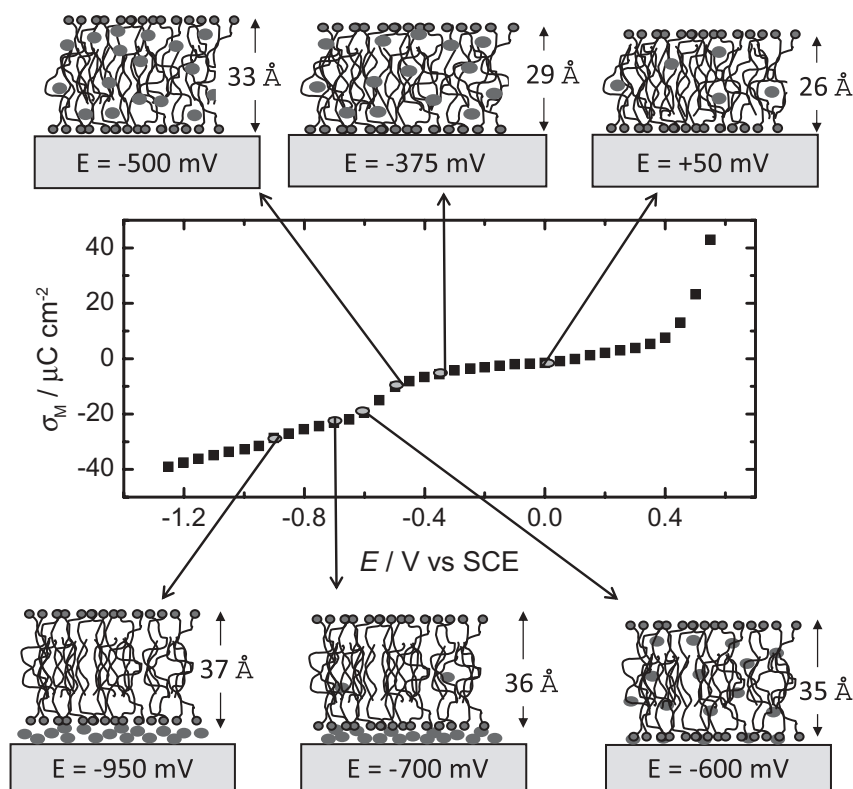 33 Å
29 Å
26 Å
E = -500 mV
E = -375 mV
E = +50 mV
40
20
0
-20
-40
σM / μC cm-2
-1.2
-0.8
-0.4
0.0
0.4
E / V vs SCE
37 Å
36 Å
35 Å
E = -950 mV
E = -700 mV
E = -600 mV